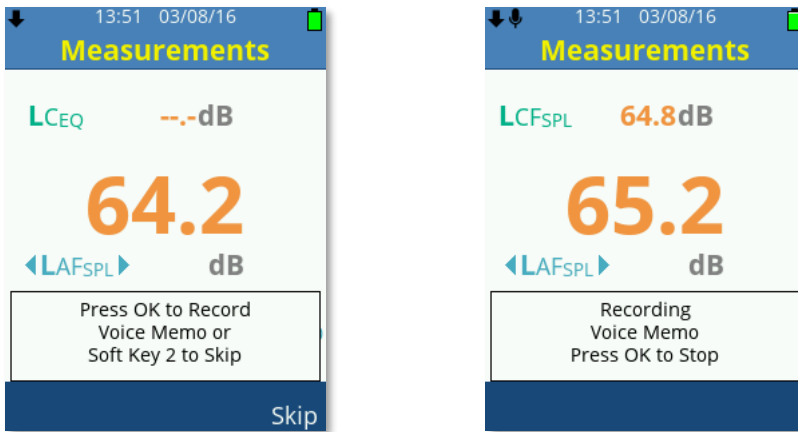 13:51 03/08/16
Measurements
LCEQ --.-dB
64.2
LAFSPL dB
Press OK to Record
Voice Memo or
Soft Key 2 to Skip
Skip
13:51 03/08/16
Measurements
LCFSPL 64.8dB
65.2
LAFSPL dB
Recording
Voice Memo
Press OK to Stop